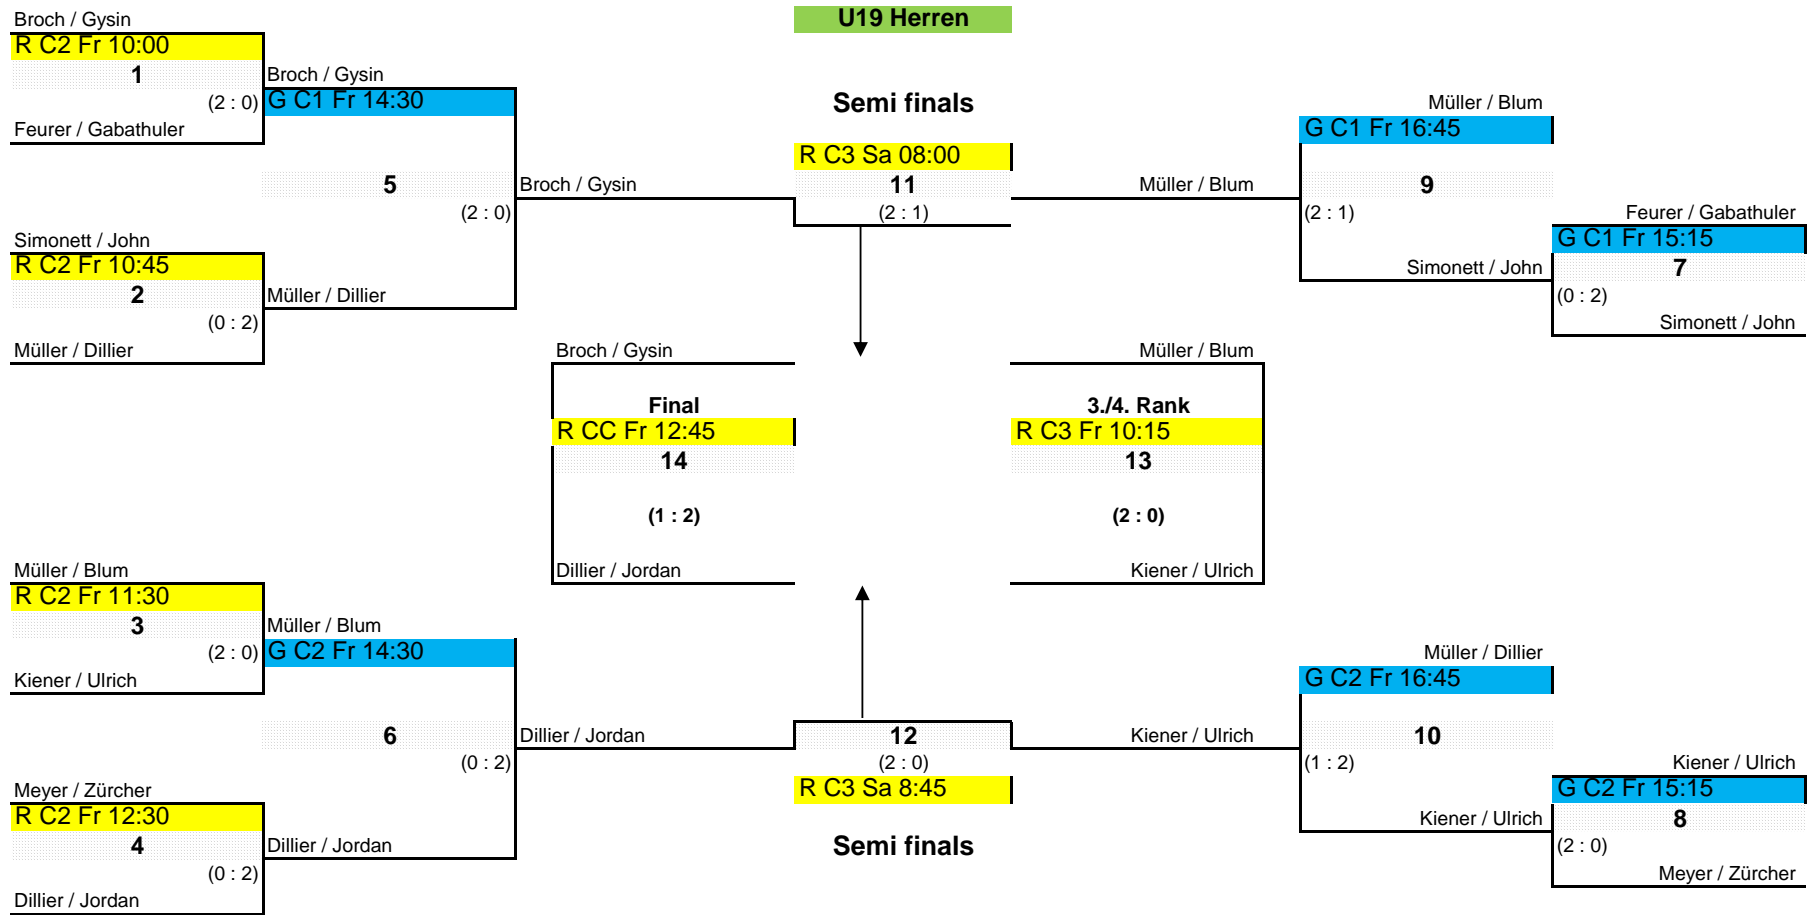 Broch / Gysin
U19 Herren
R C2 Fr 10:00
1
Broch / Gysin
(2 : 0)
G C1 Fr 14:30
Semi finals
Müller / Blum
Feurer / Gabathuler
G C1 Fr 16:45
R C3 Sa 08:00
5
Broch / Gysin
11
Müller / Blum
9
(2 : 0)
(2 : 1)
(2 : 1)
Feurer / Gabathuler
Simonett / John
G C1 Fr 15:15
R C2 Fr 10:45
Simonett / John
7
2
Müller / Dillier
(0 : 2)
(0 : 2)
Simonett / John
Müller / Dillier
Broch / Gysin
Müller / Blum
Final
3./4. Rank
R CC Fr 12:45
R C3 Fr 10:15
14
13
(1 : 2)
(2 : 0)
Müller / Blum
Dillier / Jordan
Kiener / Ulrich
R C2 Fr 11:30
3
Müller / Blum
(2 : 0)
G C2 Fr 14:30
Müller / Dillier
Kiener / Ulrich
G C2 Fr 16:45
6
Dillier / Jordan
12
Kiener / Ulrich
10
(0 : 2)
(2 : 0)
(1 : 2)
Kiener / Ulrich
Meyer / Zürcher
R C3 Sa 8:45
G C2 Fr 15:15
R C2 Fr 12:30
Kiener / Ulrich
8
4
Dillier / Jordan
Semi finals
(2 : 0)
(0 : 2)
Meyer / Zürcher
Dillier / Jordan